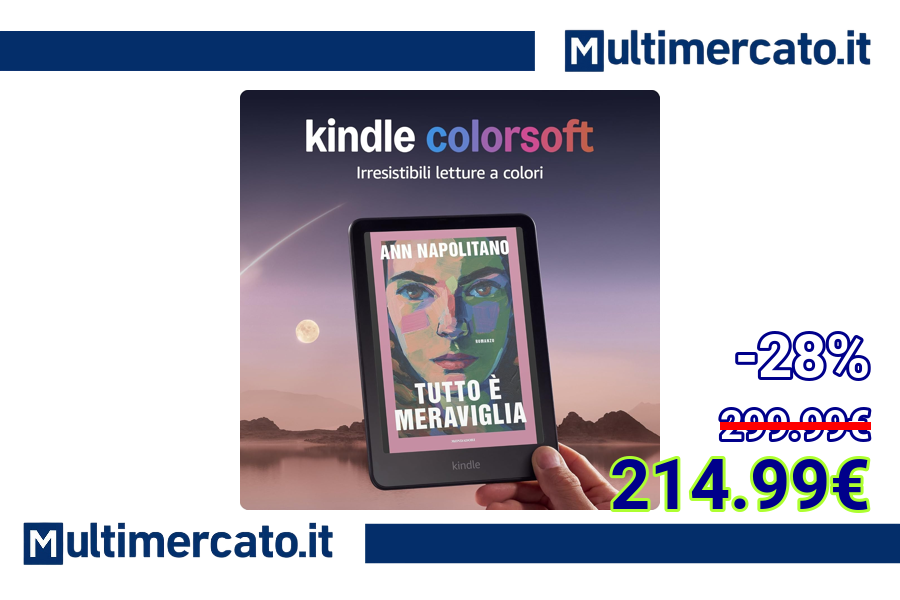 Multimercato.it
kindle colorsoft
Irresistibili letture a colori
ANN NAPOLITANO
ROMANZO
TUTTO È
MERAVIGLIA
MONDADORI
kindle
-28%
299.99€
214.99€
Multimercato.it